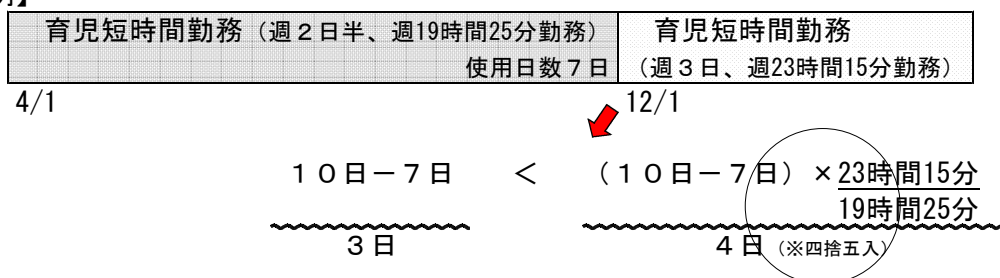 育児短時間勤務(週2日半、週19時間25分勤務)
使用日数7日
育児短時間勤務
(週3日、週23時間15分勤務)
4/1
12/1
10日-7日 < (10日-7日)×23時間15分
19時間25分
3日
4日(※四捨五入)